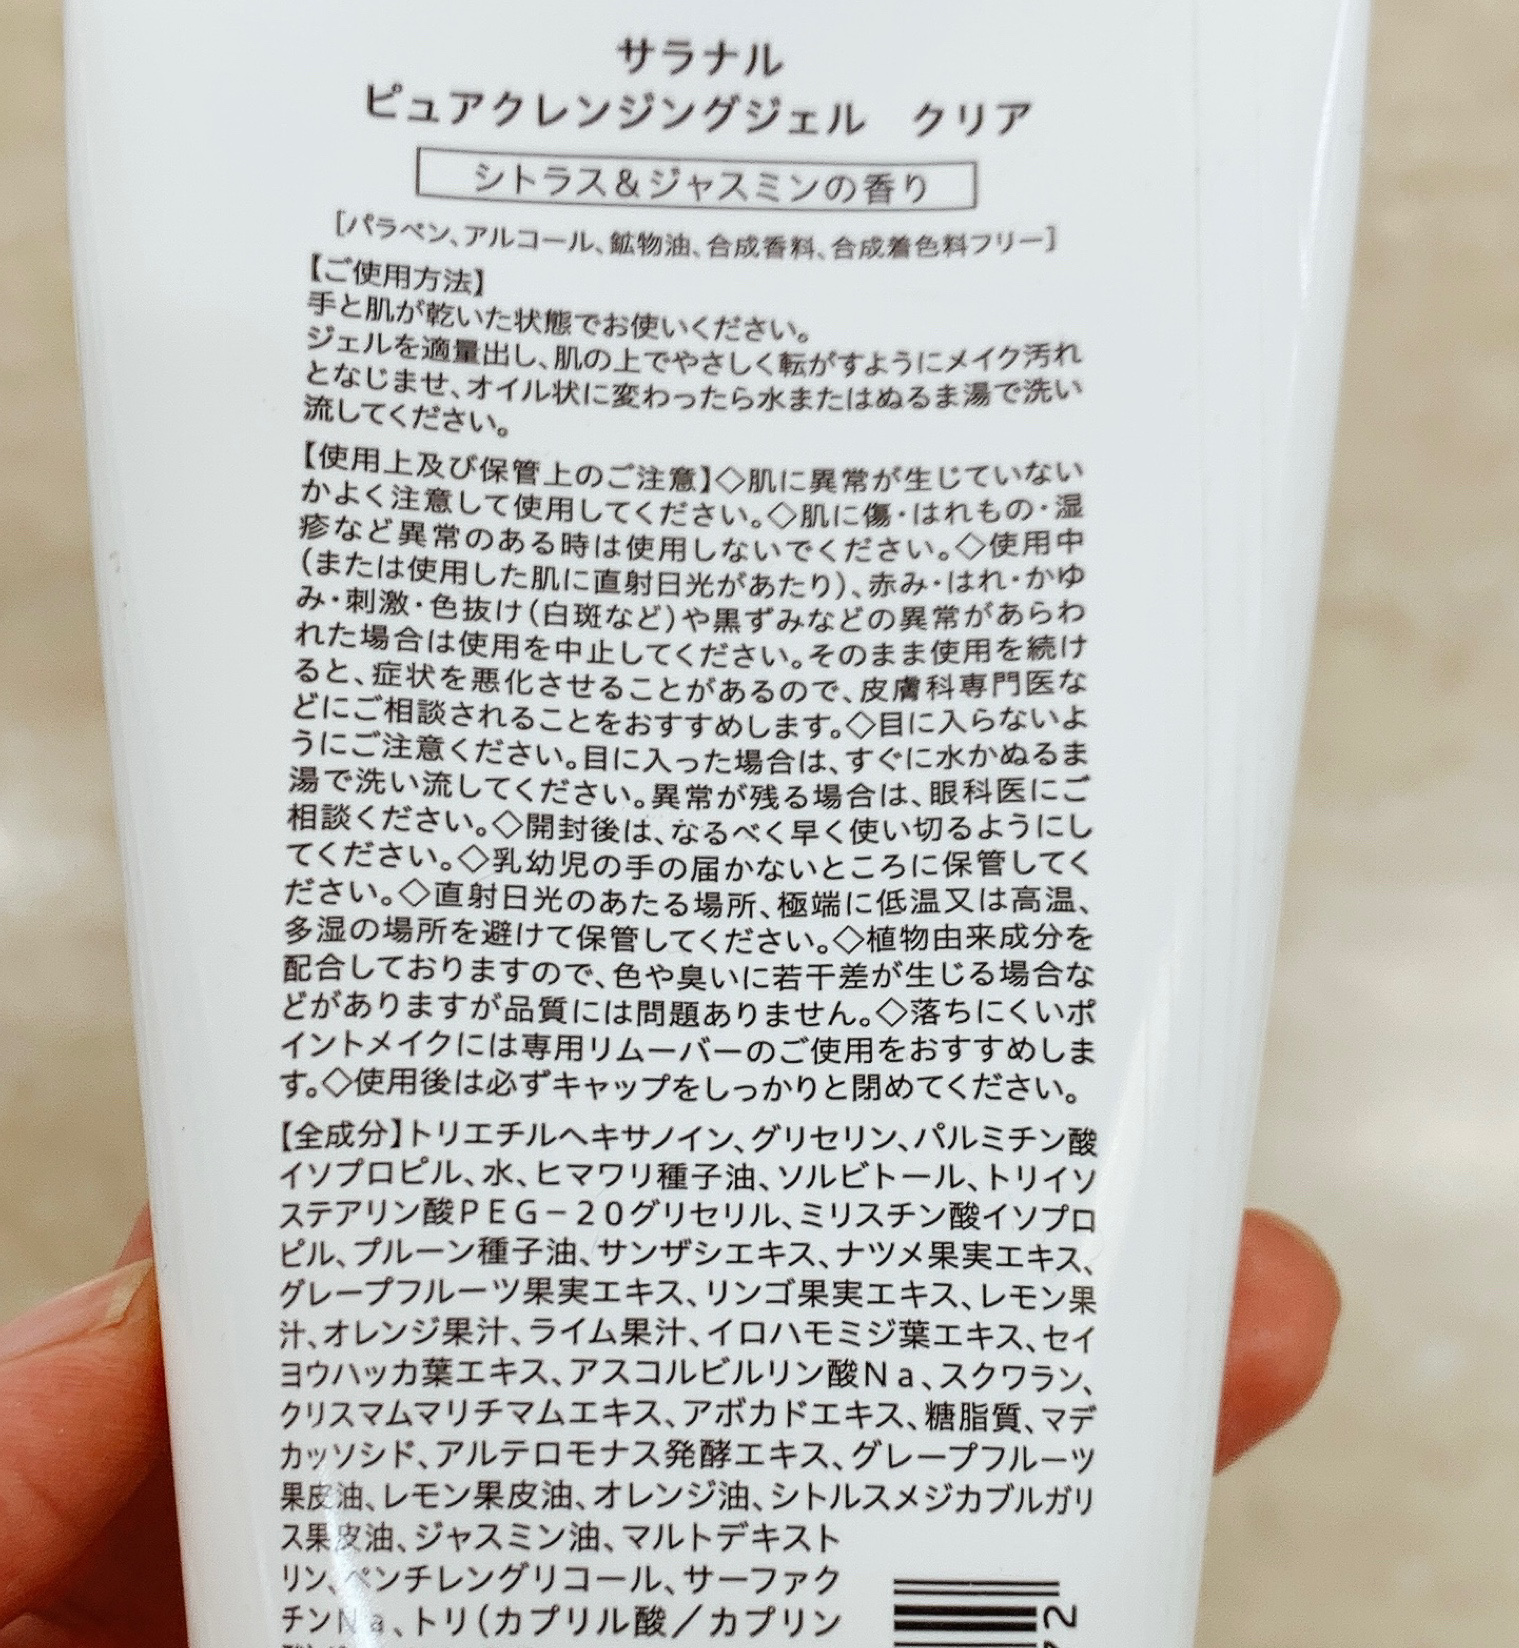 サラナル
ピュアクレンジングジェル　クリア
シトラス＆ジャスミンの香り
［パラベン、アルコール、鉱物油、合成香料、合成着色料フリー］
【ご使用方法】
手と肌が乾いた状態でお使いください。
ジェルを適量出し、肌の上でやさしく転がすようにメイク汚れ
となじませ、オイル状に変わったら水またはぬるま湯で洗い
流してください。
【使用上及び保管上のご注意】◇肌に異常が生じていない
かよく注意して使用してください。◇肌に傷・はれもの・湿
疹など異常のある時は使用しないでください。◇使用中
（または使用した肌に直射日光があたり）、赤み・はれ・かゆ
み・刺激・色抜け（白斑など）や黒ずみなどの異常があらわ
れた場合は使用を中止してください。そのまま使用を続け
ると、症状を悪化させることがあるので、皮膚科専門医な
どにご相談されることをおすすめします。◇目に入らないよ
うにご注意ください。目に入った場合は、すぐに水かぬるま
湯で洗い流してください。異常が残る場合は、眼科医にご
相談ください。◇開封後は、なるべく早く使い切るようにし
てください。◇乳幼児の手の届かないところに保管してく
ださい。◇直射日光のあたる場所、極端に低温又は高温、
多湿の場所を避けて保管してください。◇植物由来成分を
配合しておりますので、色や臭いに若干差が生じる場合な
どがありますが品質には問題ありません。◇落ちにくいポ
イントメイクには専用リムーバーのご使用をおすすめしま
す。◇使用後は必ずキャップをしっかりと閉めてください。
【全成分】トリエチルヘキサノイン、グリセリン、パルミチン酸
イソプロピル、水、ヒマワリ種子油、ソルビトール、トリイソ
ステアリン酸ＰＥＧ－２０グリセリル、ミリスチン酸イソプロ
ピル、プルーン種子油、サンザシエキス、ナツメ果実エキス、
グレープフルーツ果実エキス、リンゴ果実エキス、レモン果
汁、オレンジ果汁、ライム果汁、イロハモミジ葉エキス、セイ
ヨウハッカ葉エキス、アスコルビルリン酸Ｎａ、スクワラン、
クリスマムマリチマムエキス、アボカドエキス、糖脂質、マデ
カッソシド、アルテロモナス発酵エキス、グレープフルーツ
果皮油、レモン果皮油、オレンジ油、シトルスメジカブルガリ
ス果皮油、ジャスミン油、マルトデキスト
リン、ペンチレングリコール、サーファク
チンＮａ、トリ（カプリル酸／カプリン